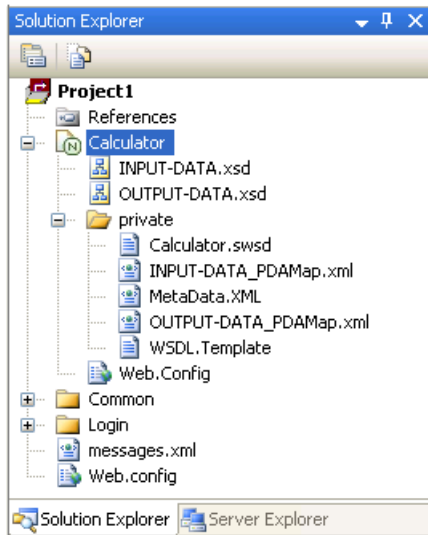 Solution Explorer
Project1
References
N Calculator
INPUT-DATA.xsd
OUTPUT-DATA.xsd
private
Calculator.swsd
INPUT-DATA_PDAMap.xml
MetaData.XML
OUTPUT-DATA_PDAMap.xml
WSDL.Template
Web.Config
Common
Login
messages.xml
Web.config
Solution Explorer Server Explorer